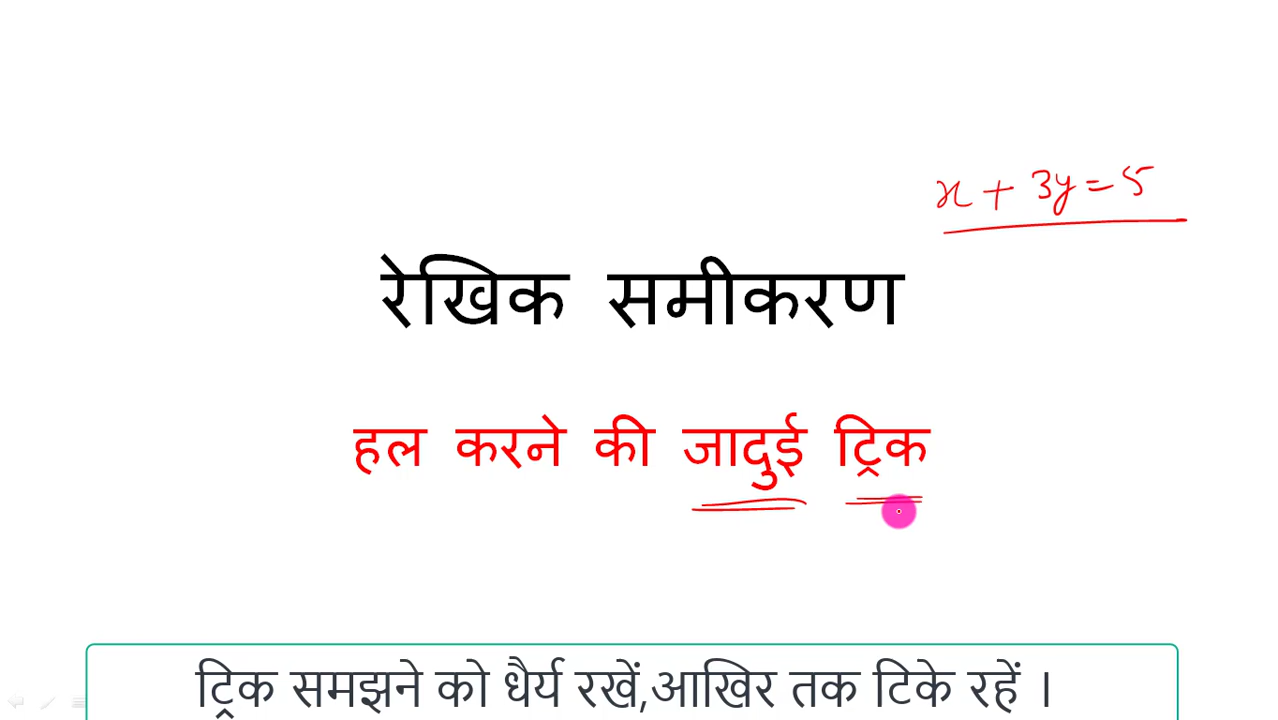 x + 3y = 5
रेखिक समीकरण
हल करने की जादुई ट्रिक
ट्रिक समझने को धैर्य रखें,आखिर तक टिके रहें ।